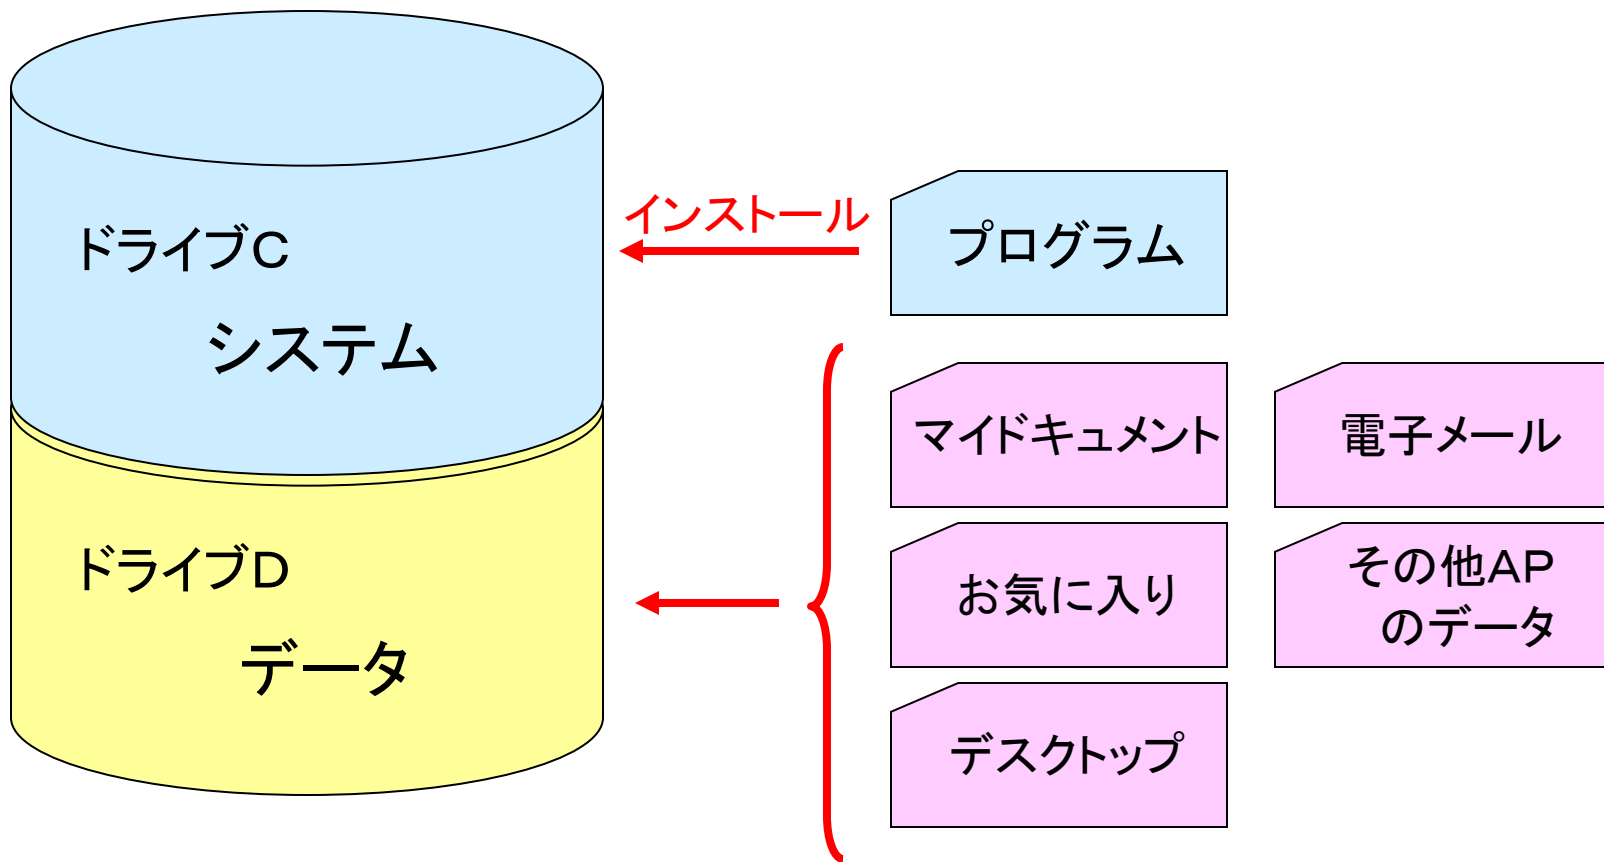 ドライブC
システム
ドライブD
データ
インストール
プログラム
マイドキュメント
電子メール
お気に入り
その他AP
のデータ
デスクトップ